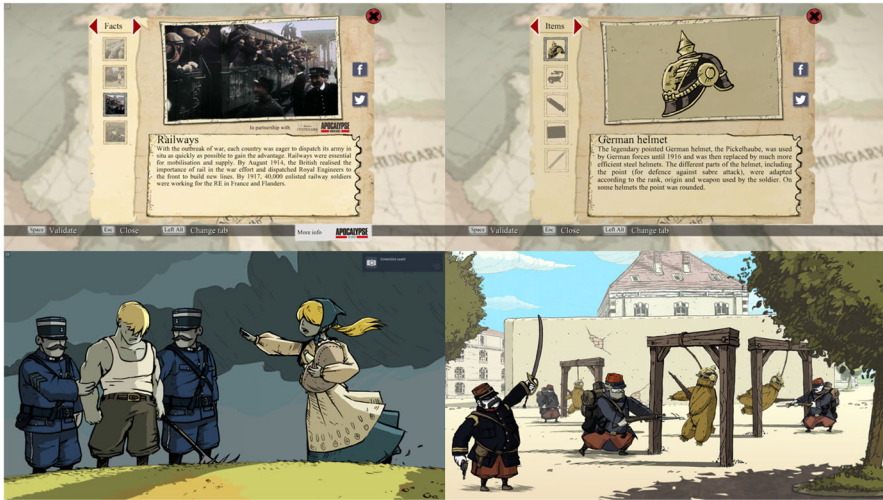 Facts
In partnership with
APOCALYPSE
Railways
With the outbreak of war, each country was eager to dispatch its army in
situ as quickly as possible to gain the advantage. Railways were essential
for mobilisation and supply. By August 1914, the British realised the
importance of rail in the war effort and dispatched Royal Engineers to
the front to build new lines. By 1917, 40,000 enlisted railway soldiers
were working for the RE in France and Flanders.
HUNGARY
Space Validate Esc Close Left Alt Change tab
More info APOCALYPSE
Items
German helmet
The legendary pointed German helmet, the Pickelhaube, was used
by German forces until 1916 and was then replaced by much more
efficient steel helmets. The different parts of the helmet, including
the point (for defence against sabre attack), were adapted
according to the rank, origin and weapon used by the soldier. On
some helmets the point was rounded.
HUNGARY
Space Validate Esc Close Left Alt Change tab
Screenshot saved